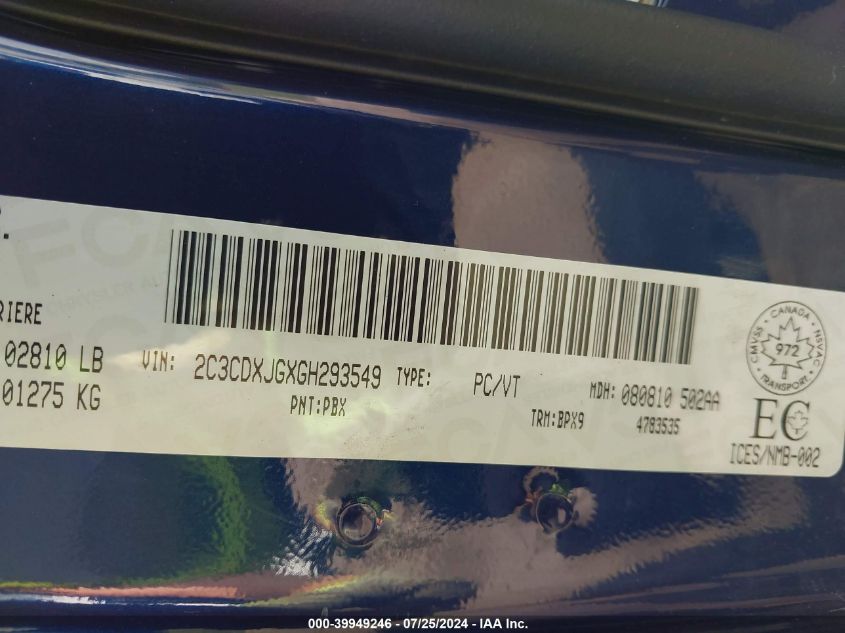 RIERE
02810 LB
01275 KG
VIN: 2C3CDXJGXGH293549 TYPE: PC/VT MDH: 080810 502AA
PNT:PBX TRM:BPX9 4783535
CANADA
CMVSS NSVAC
972
TRANSPORT
EC
ICES/NMB-002
000-39949246 - 07/25/2024 - IAA Inc.